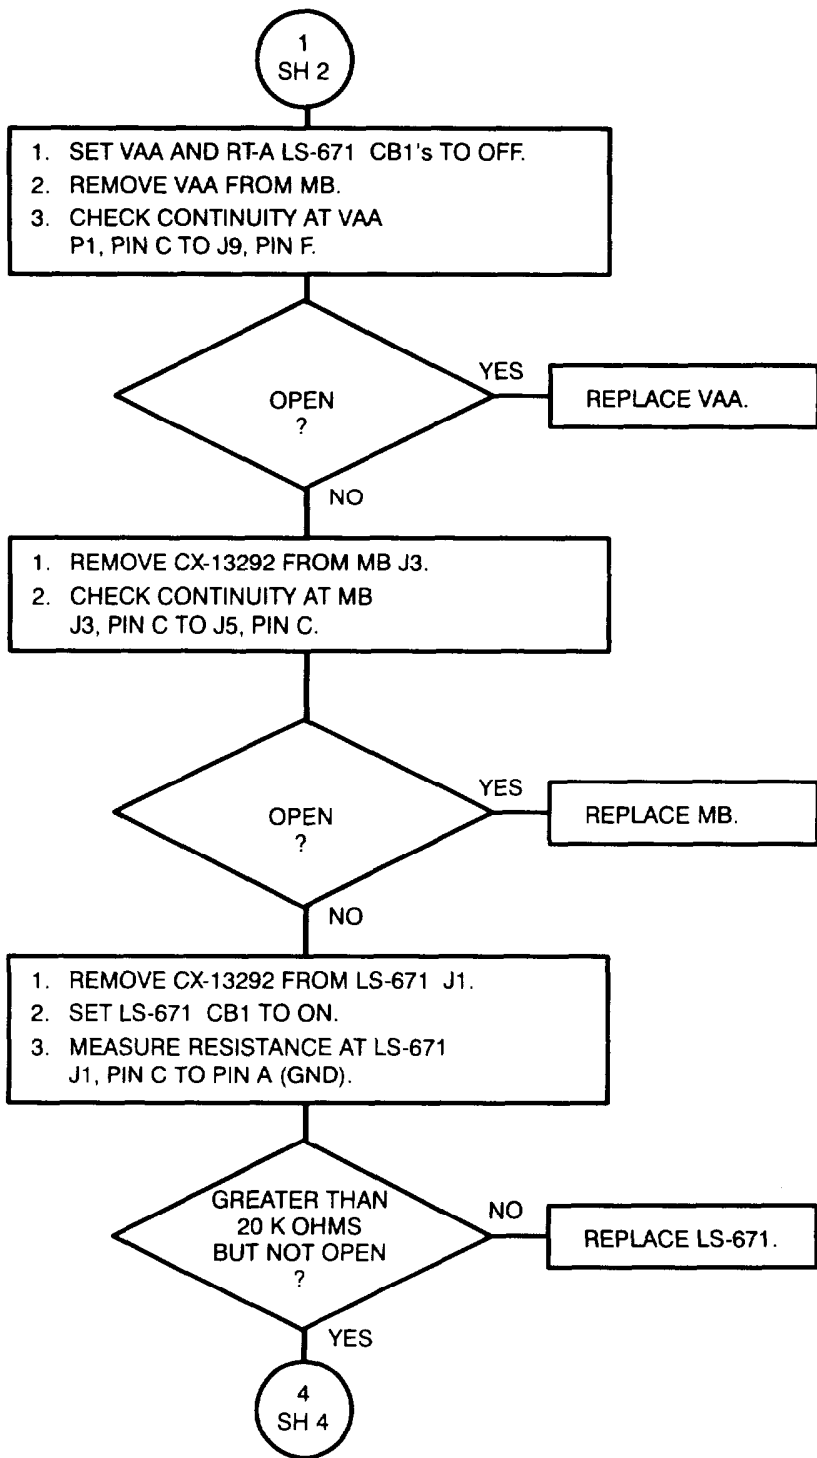 1
SH 2
1. SET VAA AND RT-A LS-671 CB1's TO OFF.
2. REMOVE VAA FROM MB.
3. CHECK CONTINUITY AT VAA
P1, PIN C TO J9, PIN F.
OPEN
?
YES
REPLACE VAA.
NO
1. REMOVE CX-13292 FROM MB J3.
2. CHECK CONTINUITY AT MB
J3, PIN C TO J5, PIN C.
OPEN
?
YES
REPLACE MB.
NO
1. REMOVE CX-13292 FROM LS-671 J1.
2. SET LS-671 CB1 TO ON.
3. MEASURE RESISTANCE AT LS-671
J1, PIN C TO PIN A (GND).
GREATER THAN
20 K OHMS
BUT NOT OPEN
?
NO
REPLACE LS-671.
YES
4
SH 4